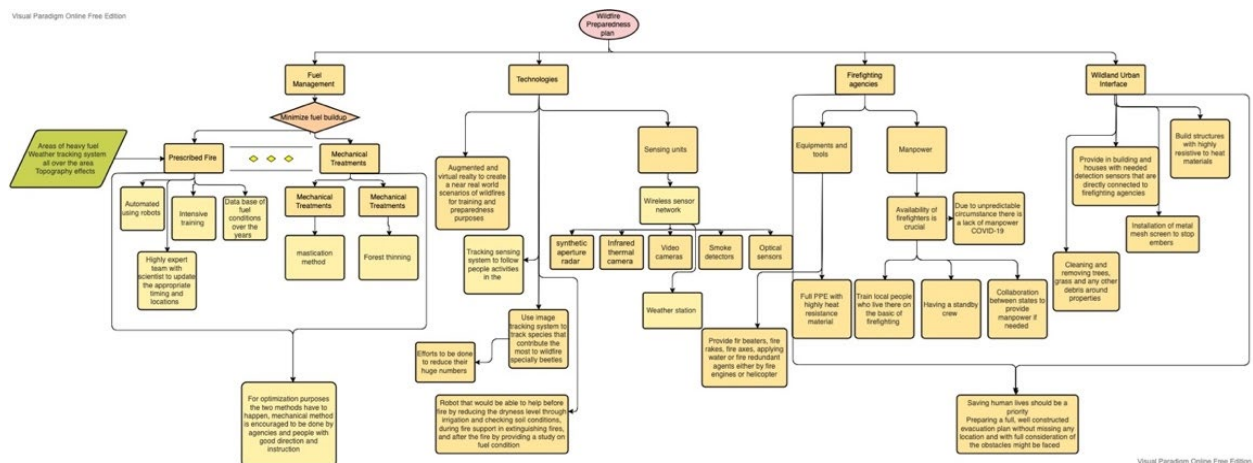 Visual Paradigm Online Free Edition
Wildfire
Preparedness
plan
Fuel
Management
Technologies
Firefighting
agencies
Wildland Urban
Interface
Minimize fuel buildup
Areas of heavy fuel
Weather tracking system
all over the area
Topography effects
Prescribed Fire
Mechanical
Treatments
Automated
using robots
Intensive
training
Data base of
fuel
conditions
over the
years
Highly expert
team with
scientist to update
the appropriate
timing and
locations
Mechanical
Treatments
Mechanical
Treatments
mastication
method
Forest thinning
For optimization purposes
the two methods have to
happen, mechanical method
is encouraged to be done by
agencies and people with
good direction and
instruction
Augmented and
virtual realty to create
a near real world
scenarios of wildfires
for training and
preparedness
purposes
Sensing units
Wireless sensor
network
synthetic
aperture
radar
Infrared
thermal
camera
Video
cameras
Smoke
detectors
Optical
sensors
Weather station
Tracking sensing
system to follow
people activities
in the
Use image
tracking system to
track species that
contribute the
most to wildfire
specially beetles
Efforts to be done
to reduce their
huge numbers
Robot that would be able to help before
fire by reducing the dryness level through
irrigation and checking soil conditions,
during fire support in extinguishing fires,
and after the fire by providing a study on
fuel condition
Equipments and
tools
Manpower
Availability of
firefighters is
crucial
Due to unpredictable
circumstance there is
a lack of manpower
COVID-19
Full PPE with
highly heat
resistance
material
Train local people
who live there on
the basic of
firefighting
Having a standby
crew
Collaboration
between states to
provide
manpower if
needed
Provide fir beaters, fire
rakes, fire axes, applying
water or fire redundant
agents either by fire
engines or helicopter
Provide in building and
houses with needed
detection sensors that are
directly connected to
firefighting agencies
Build structures
with highly
resistive to heat
materials
Installation of metal
mesh screen to stop
embers
Cleaning and
removing trees,
grass and any other
debris around
properties
Saving human lives should be a
priority
Preparing a full, well constructed
evacuation plan without missing any
location and with full consideration of
the obstacles might be faced
Visual Paradigm Online Free Edition